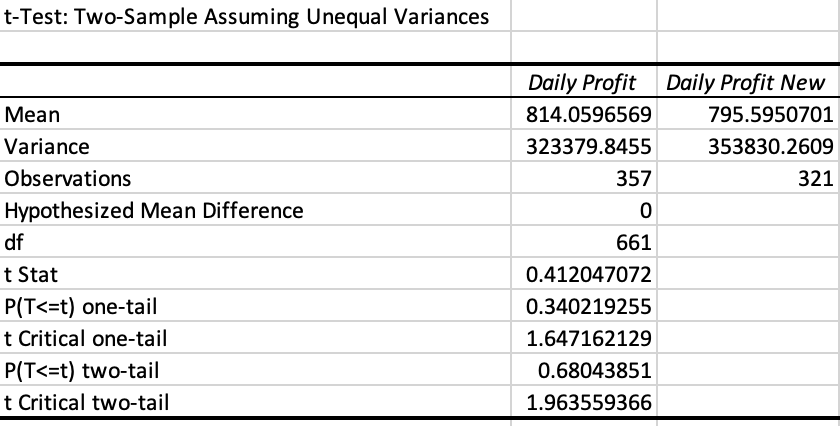 t-Test: Two-Sample Assuming Unequal Variances
Daily Profit Daily Profit New
Mean 814.0596569 795.5950701
Variance 323379.8455 353830.2609
Observations 357 321
Hypothesized Mean Difference 0
df 661
t Stat 0.412047072
P(T<=t) one-tail 0.340219255
t Critical one-tail 1.647162129
P(T<=t) two-tail 0.68043851
t Critical two-tail 1.963559366